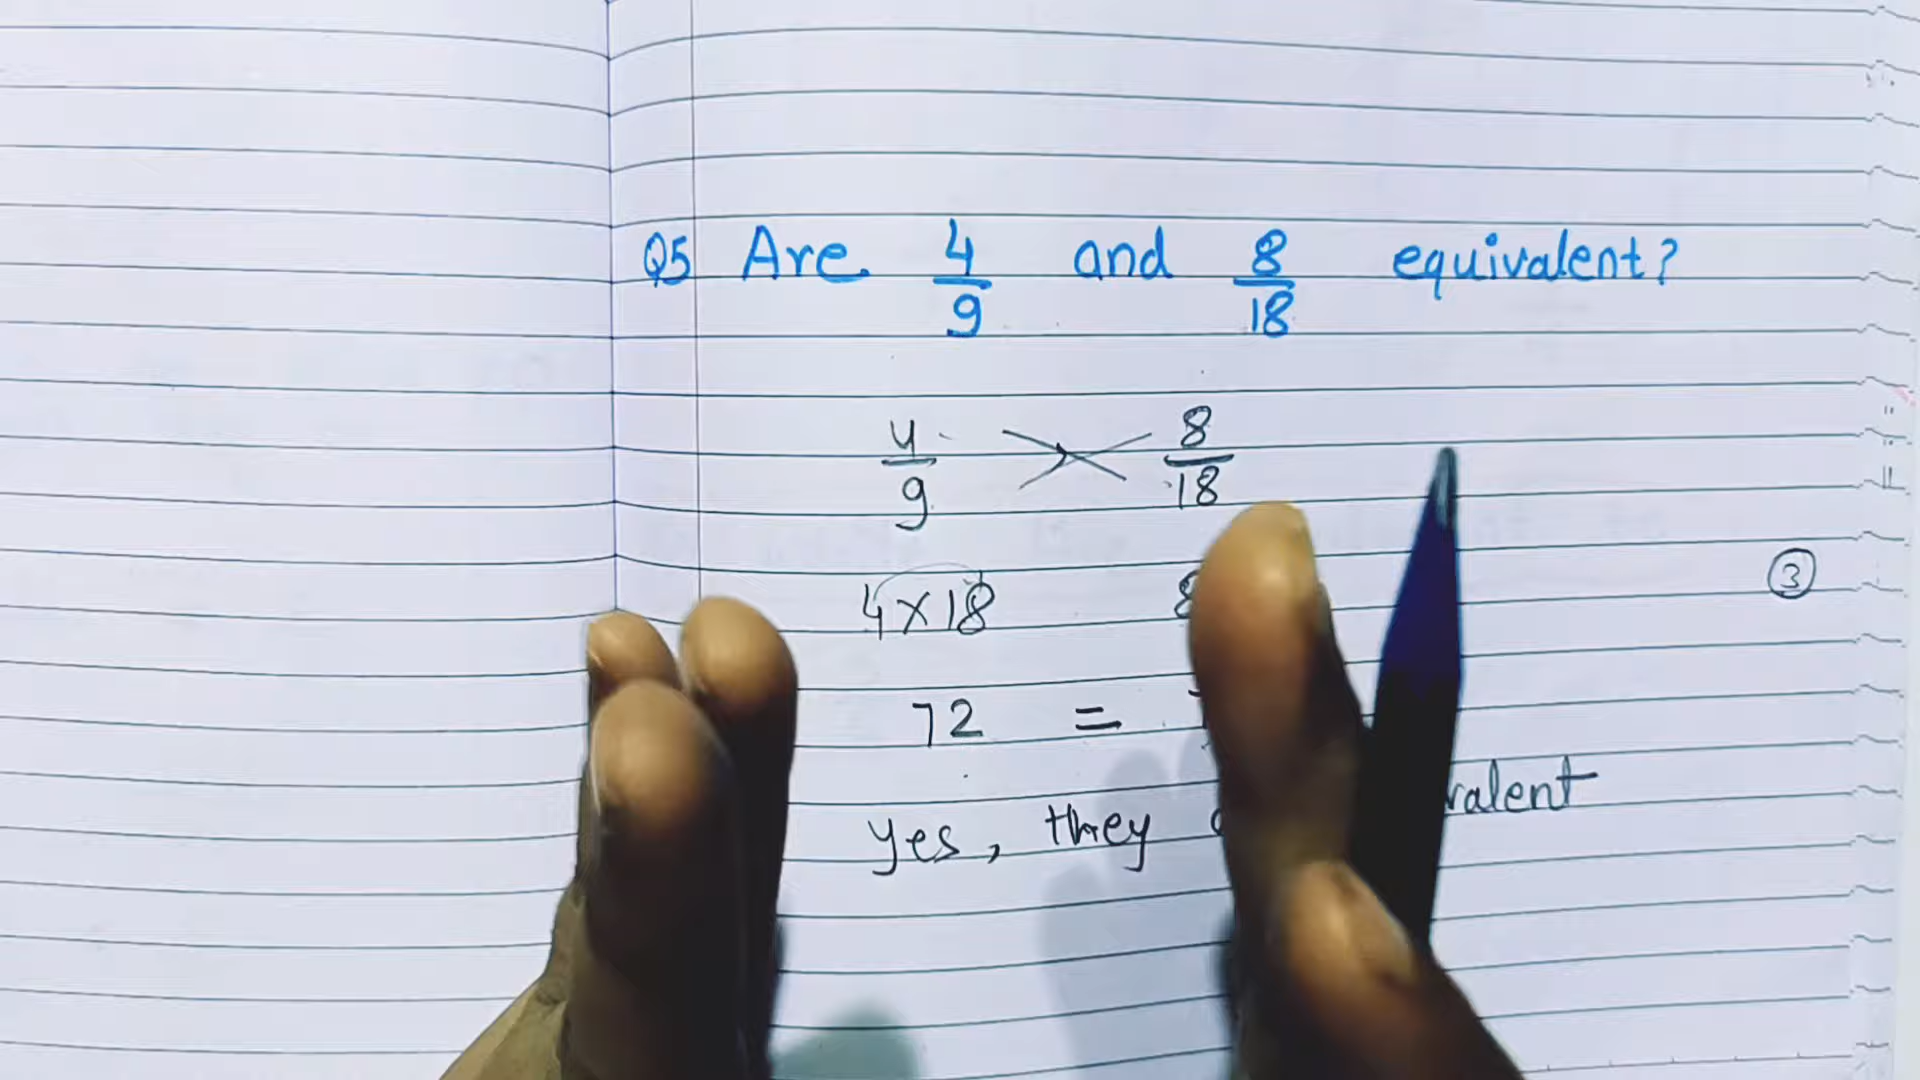 Q5 Are 4/9 and 8/18 equivalent?
4/9 8/18
4×18 8
72 =
yes, they valent
3